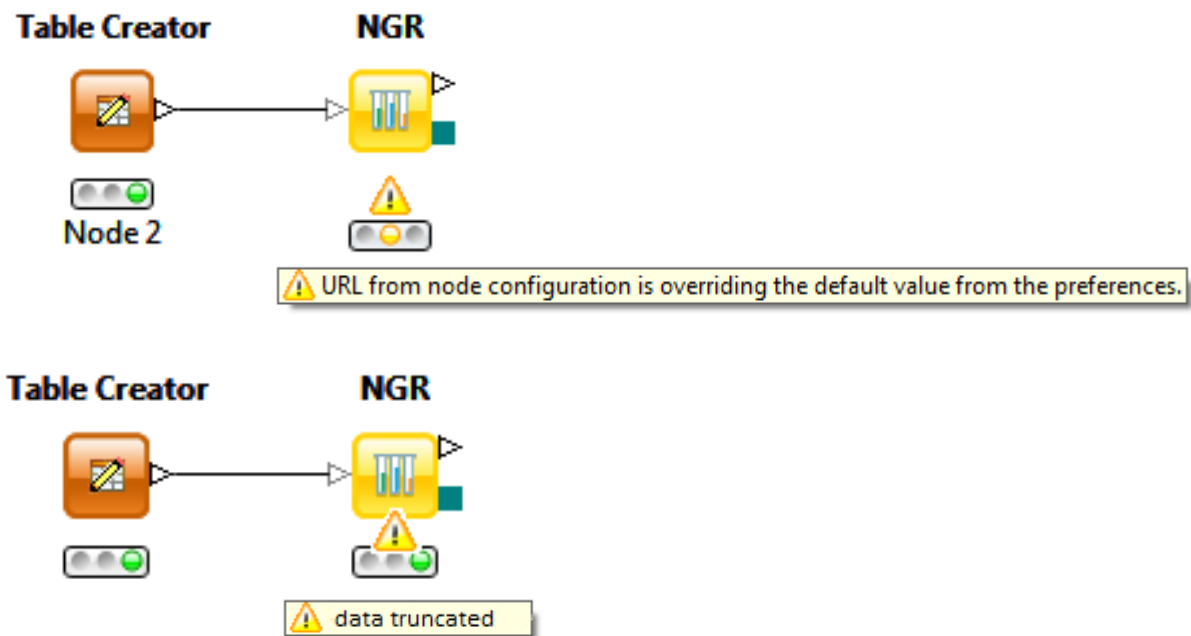 Table Creator NGR
Node 2
URL from node configuration is overriding the default value from the preferences.
Table Creator NGR
data truncated